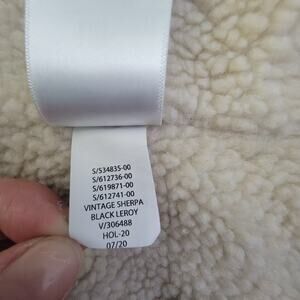 S/534835-00
S/612736-00
S/619871-00
S/612741-00
VINTAGE SHERPA
BLACK LEROY
V/306488
HOL-20
07/20